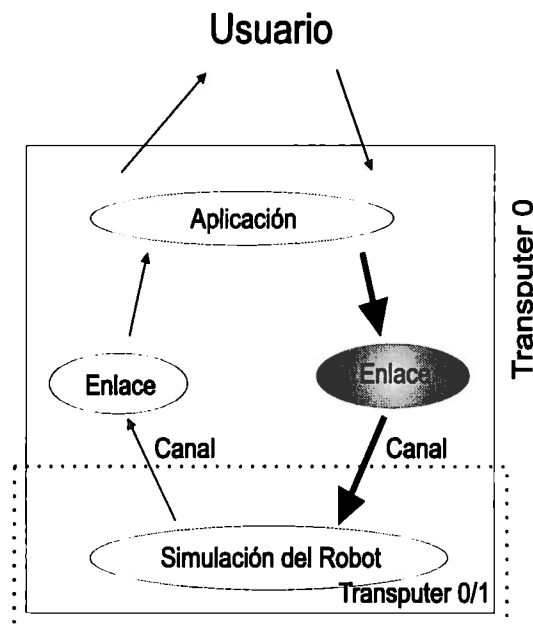 Usuario
Aplicación
Transputer 0
Enlace
Enlace
Canal
Canal
Simulación del Robot
Transputer 0/1